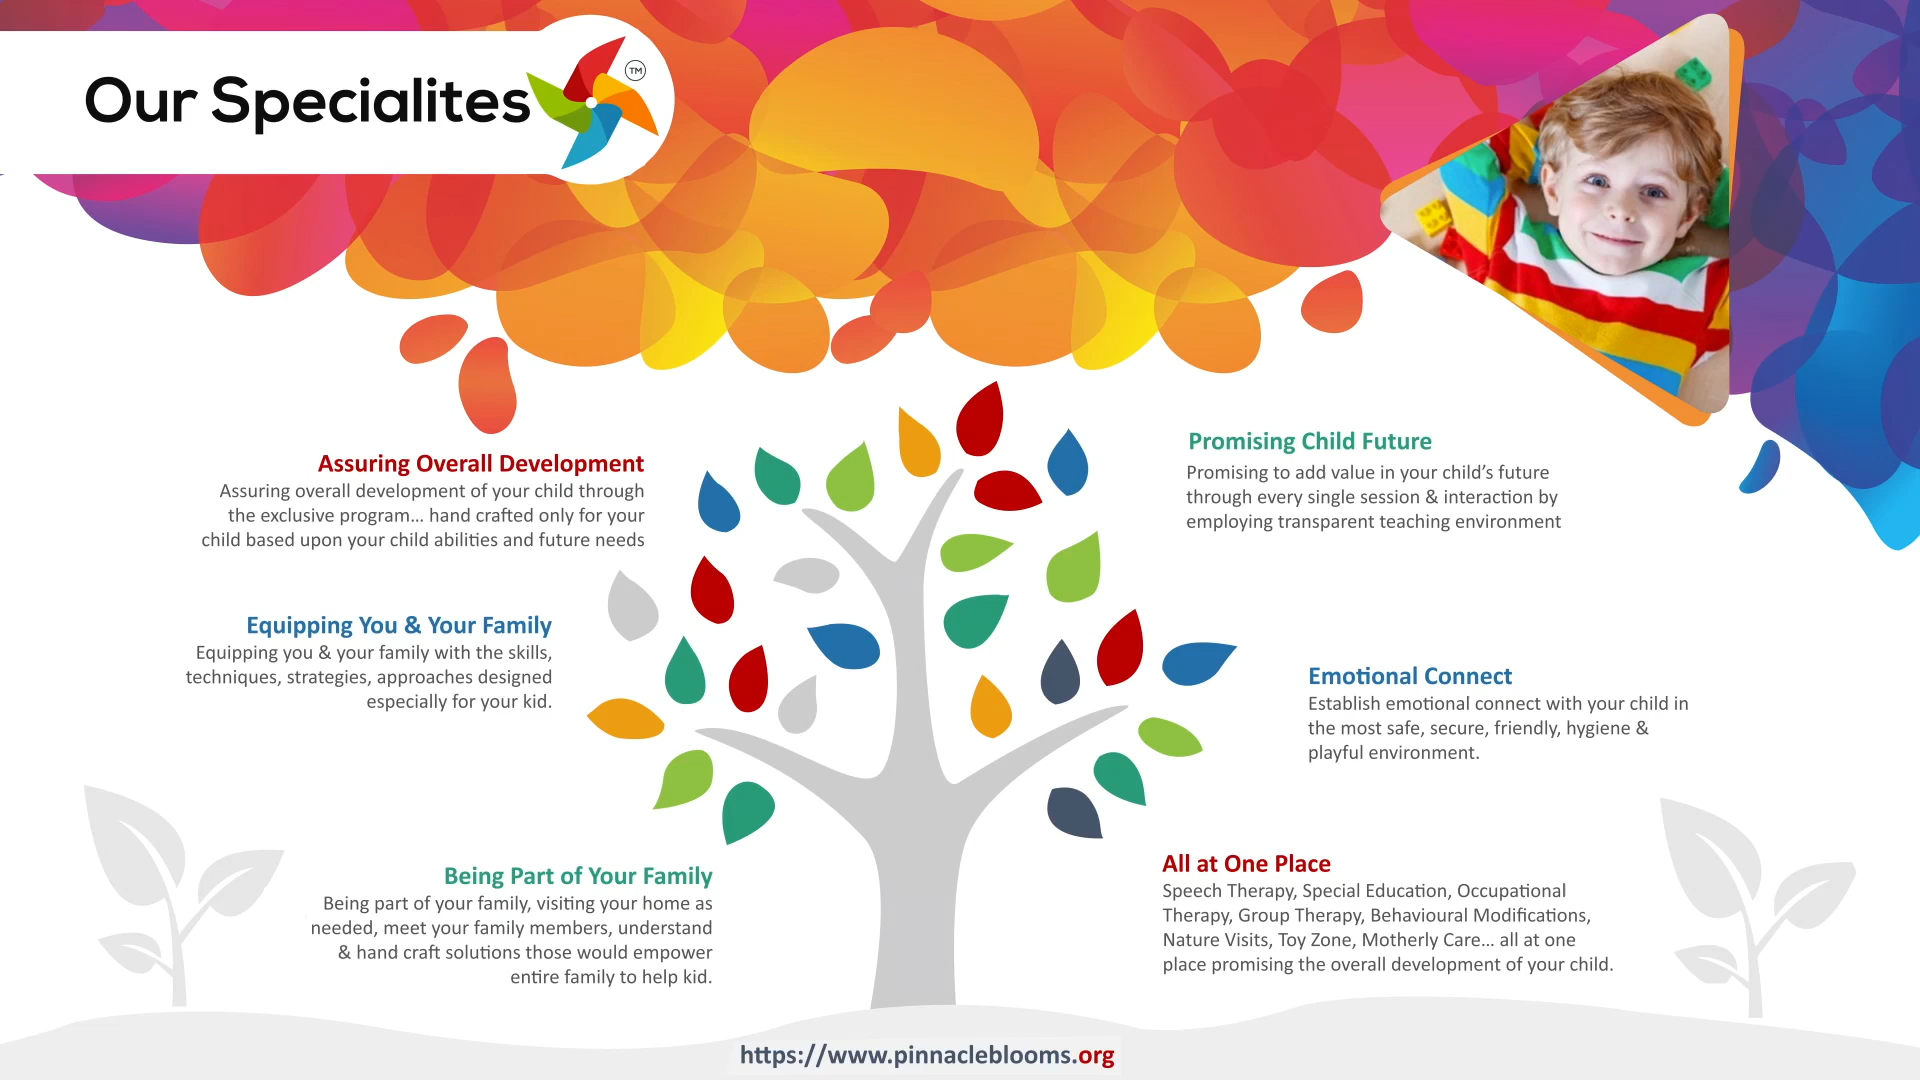 Our Specialites
TM
Assuring Overall Development
Assuring overall development of your child through
the exclusive program... hand crafted only for your
child based upon your child abilities and future needs
Equipping You & Your Family
Equipping you & your family with the skills,
techniques, strategies, approaches designed
especially for your kid.
Being Part of Your Family
Being part of your family, visiting your home as
needed, meet your family members, understand
& hand craft solutions those would empower
entire family to help kid.
Promising Child Future
Promising to add value in your child’s future
through every single session & interaction by
employing transparent teaching environment
Emotional Connect
Establish emotional connect with your child in
the most safe, secure, friendly, hygiene &
playful environment.
All at One Place
Speech Therapy, Special Education, Occupational
Therapy, Group Therapy, Behavioural Modifications,
Nature Visits, Toy Zone, Motherly Care... all at one
place promising the overall development of your child.
https://www.pinnacleblooms.org